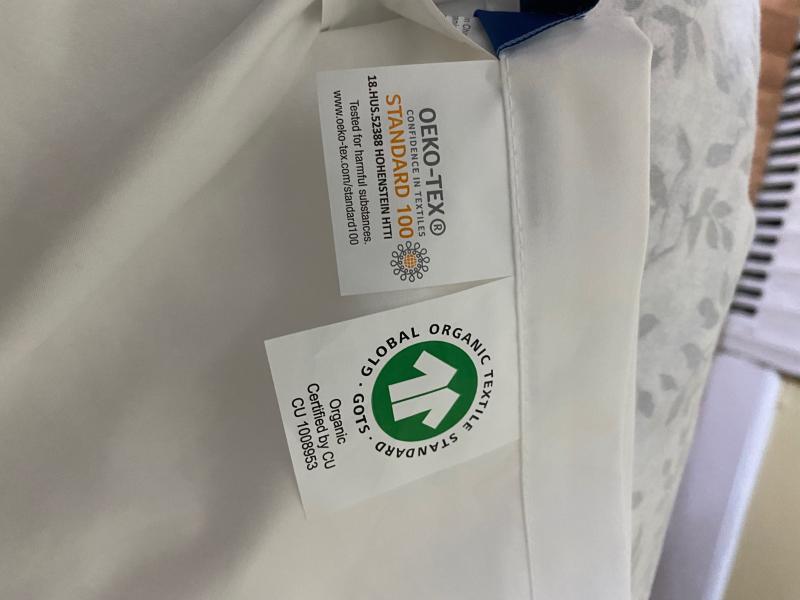 OEKO-TEX®
CONFIDENCE IN TEXTILES
STANDARD 100
18.HUS.52388 HOHENSTEIN HTTI
Tested for harmful substances.
www.oeko-tex.com/standard100
GLOBAL ORGANIC TEXTILE STANDARD
· GOTS ·
Organic
Certified by CU
CU 1008953